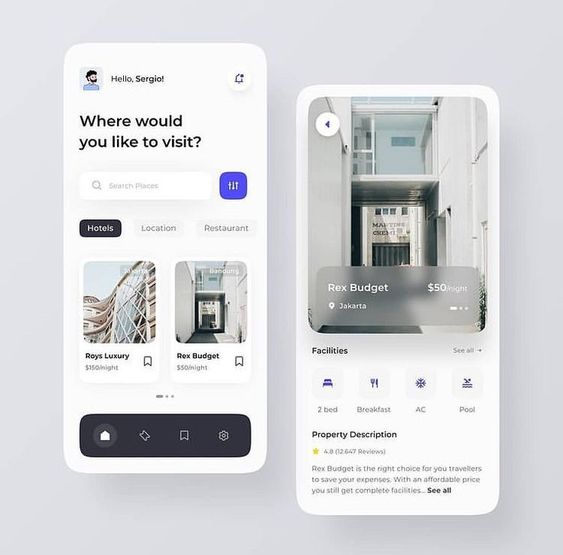 Hello, Sergio!
Where would
you like to visit?
Search Places
Hotels
Location
Restaurant
Jakarta
Bandung
Roys Luxury
$150/night
Rex Budget
$50/night
Rex Budget
$50/night
Jakarta
Facilities
See all →
2 bed
Breakfast
AC
Pool
Property Description
4.8 (12.647 Reviews)
Rex Budget is the right choice for you travellers
to save your expenses. With an affordable price
you still get complete facilities... See all